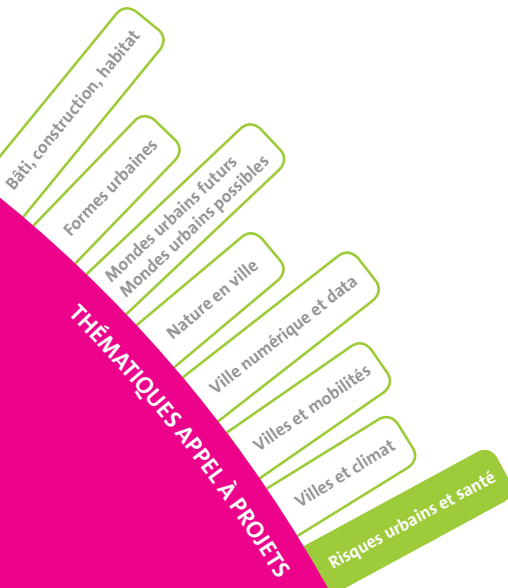 Bâti, construction, habitat
Formes urbaines
Mondes urbains futurs
Mondes urbains possibles
Nature en ville
Ville numérique et data
Villes et mobilités
Villes et climat
Risques urbains et santé
THÉMATIQUES APPEL À PROJETS